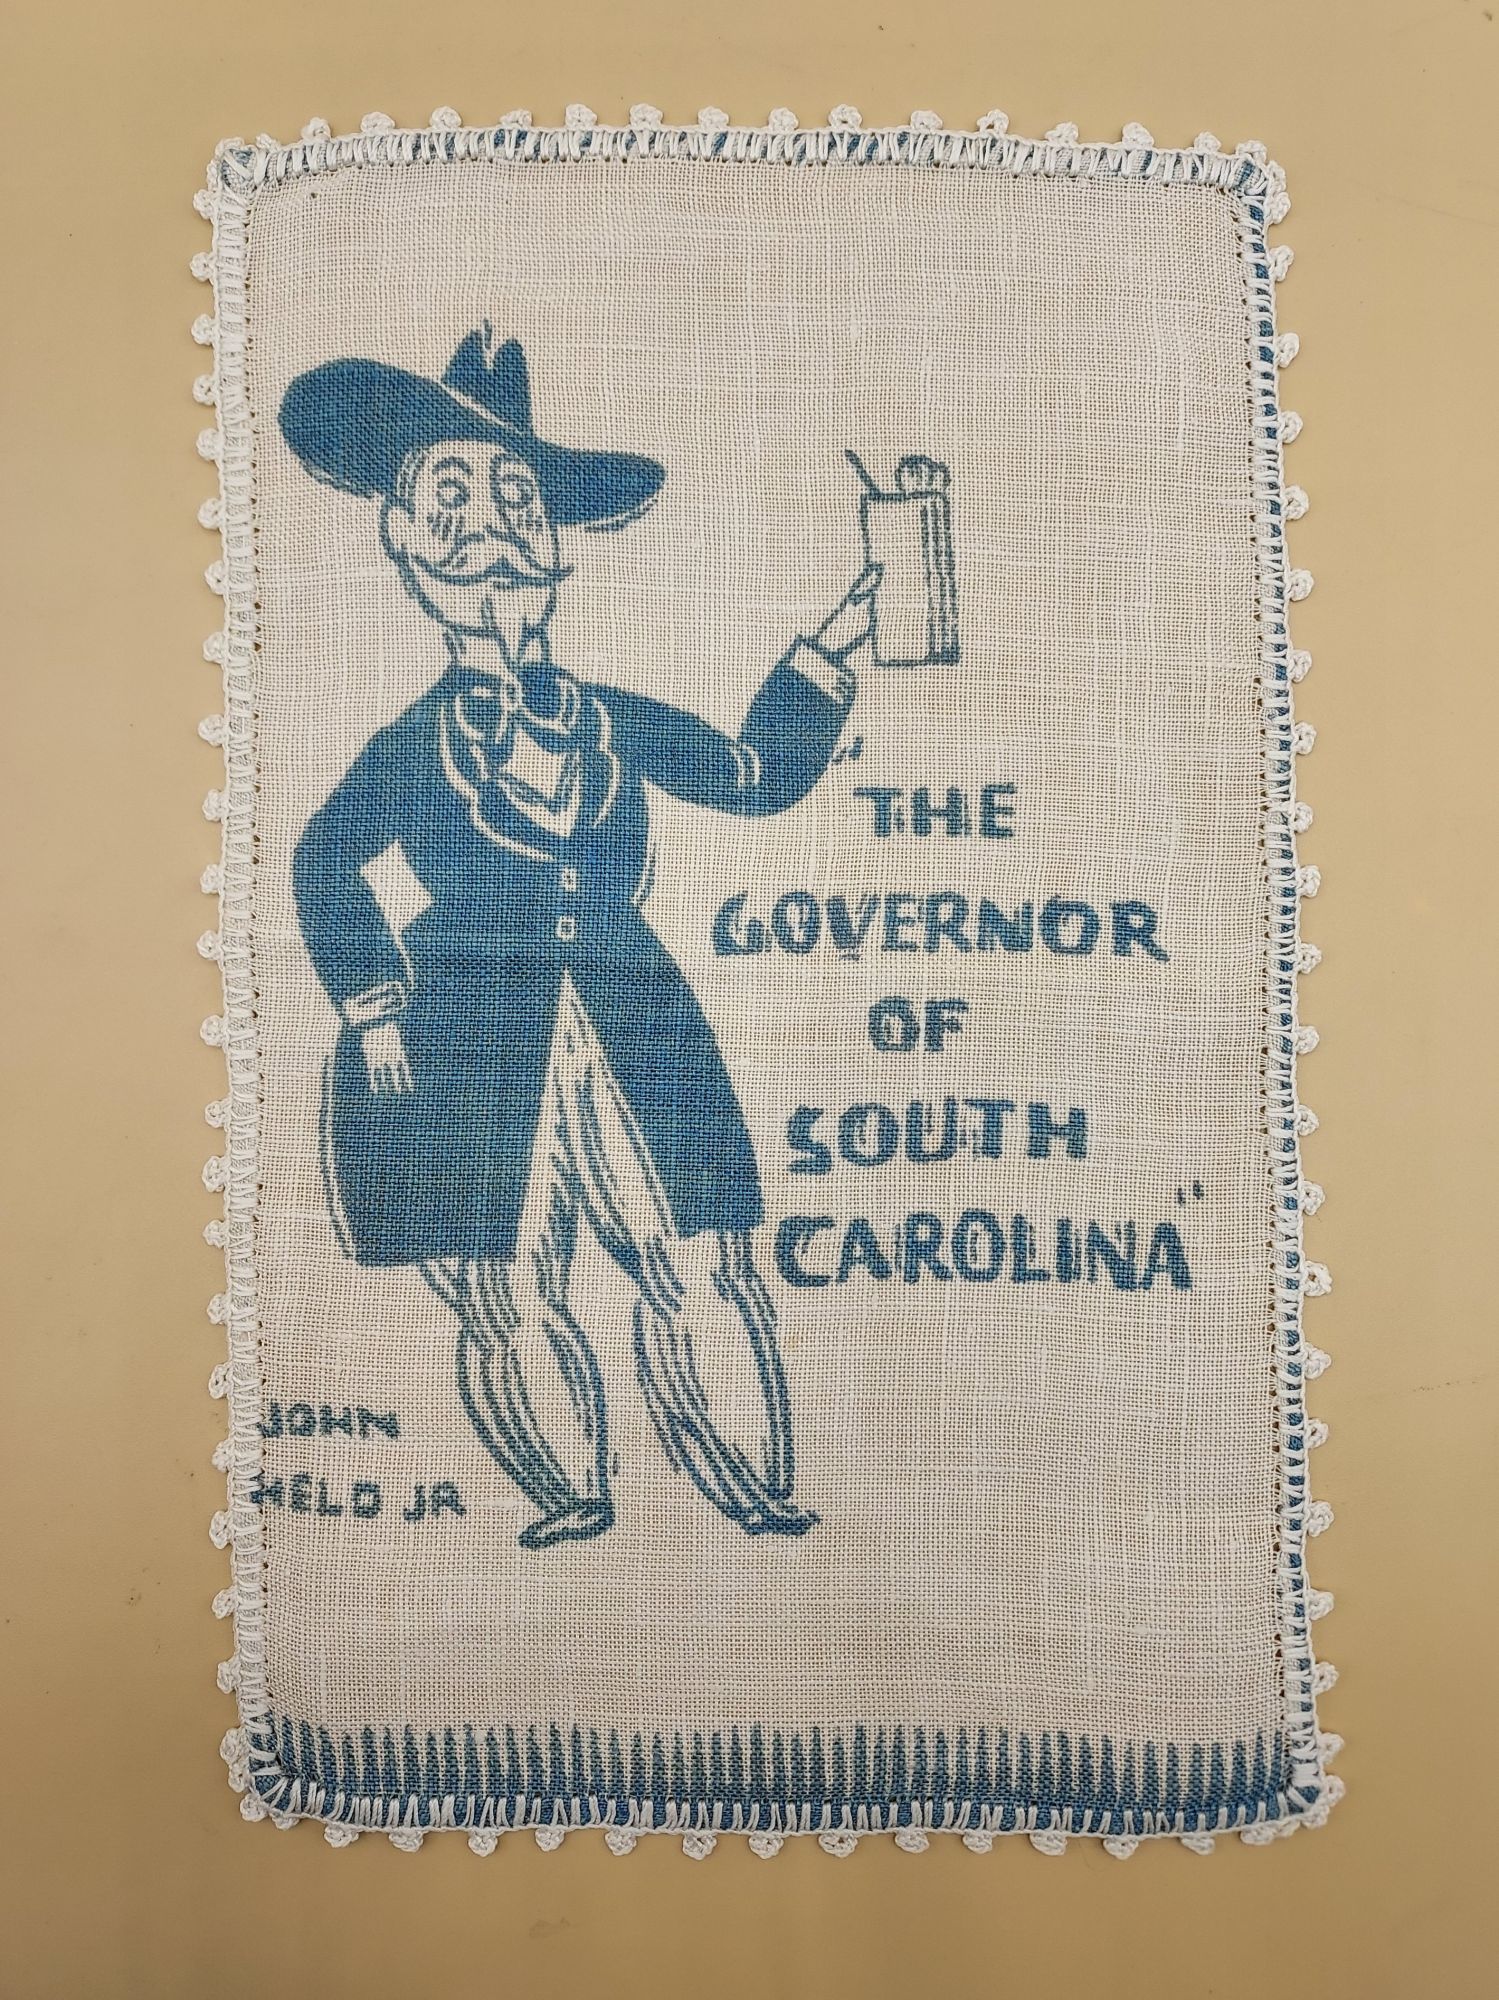 "THE
GOVERNOR
OF
SOUTH
CAROLINA"
JOHN
HELD JR